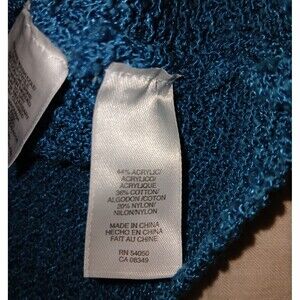 44% ACRYLIC/
ACRYLICO/
ACRYLIQUE
36% COTTON/
ALGODON/COTON
20% NYLON/
NILON/NYLON
MADE IN CHINA
HECHO EN CHINA
FAIT AU CHINE
RN 54050
CA 08349